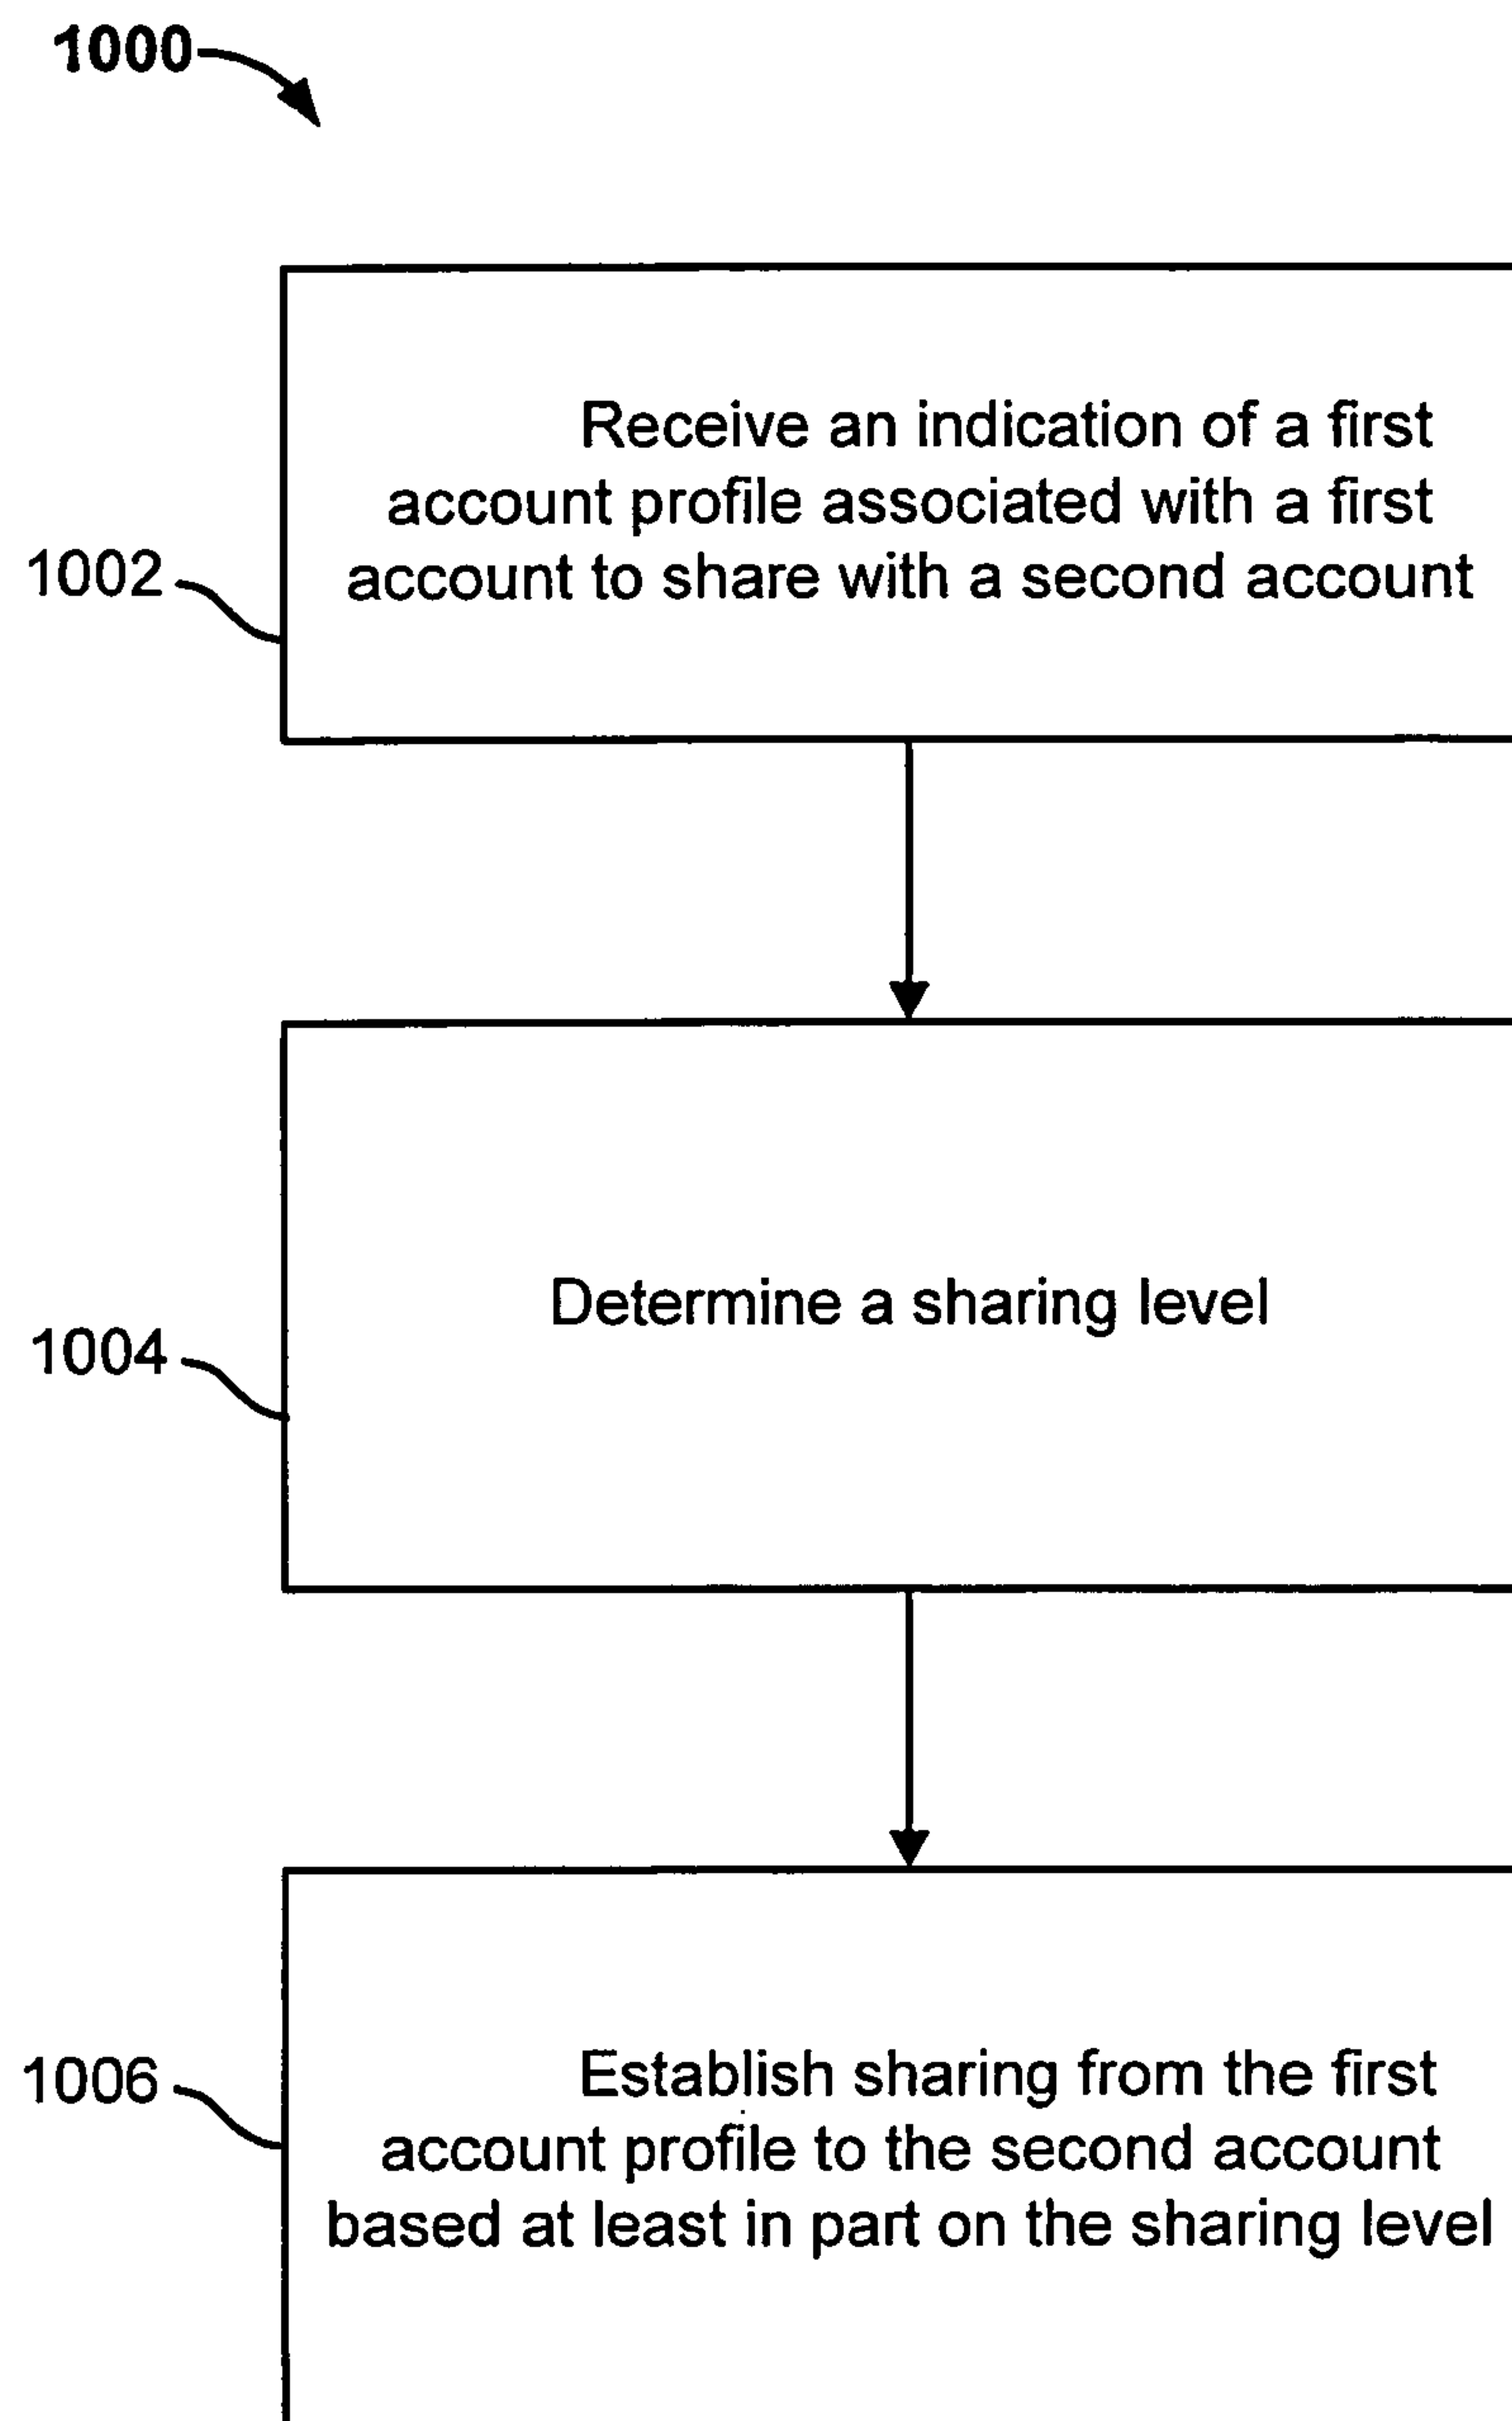 1000
Receive an indication of a first
account profile associated with a first
account to share with a second account
1002
Determine a sharing level
1004
Establish sharing from the first
account profile to the second account
based at least in part on the sharing level
1006